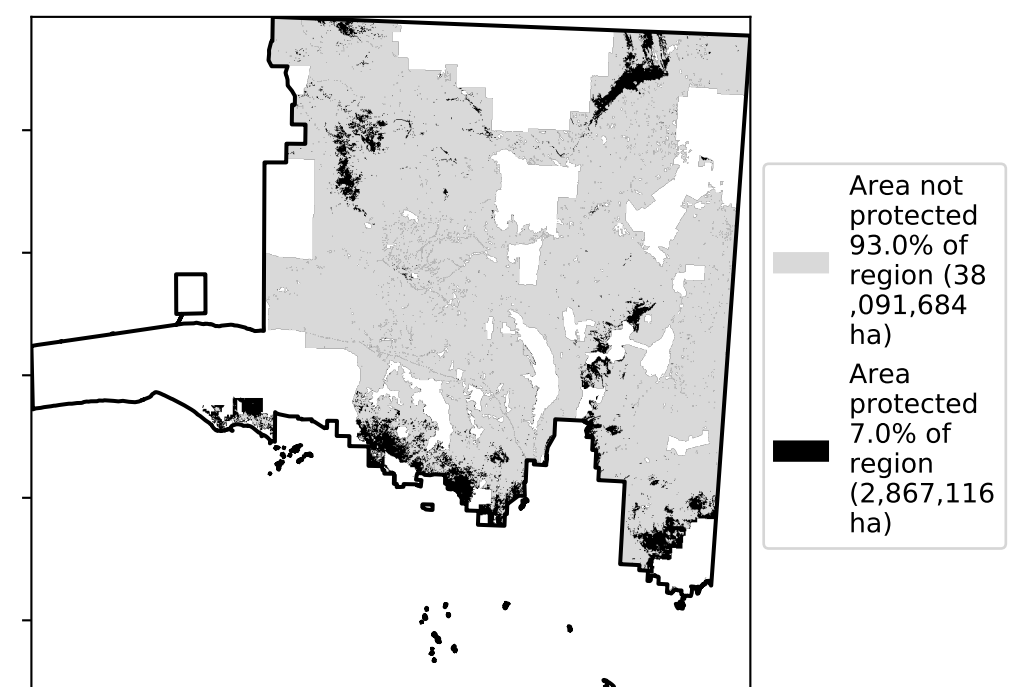 Area not
protected
93.0% of
region (38
,091,684
ha)
Area
protected
7.0% of
region
(2,867,116
ha)